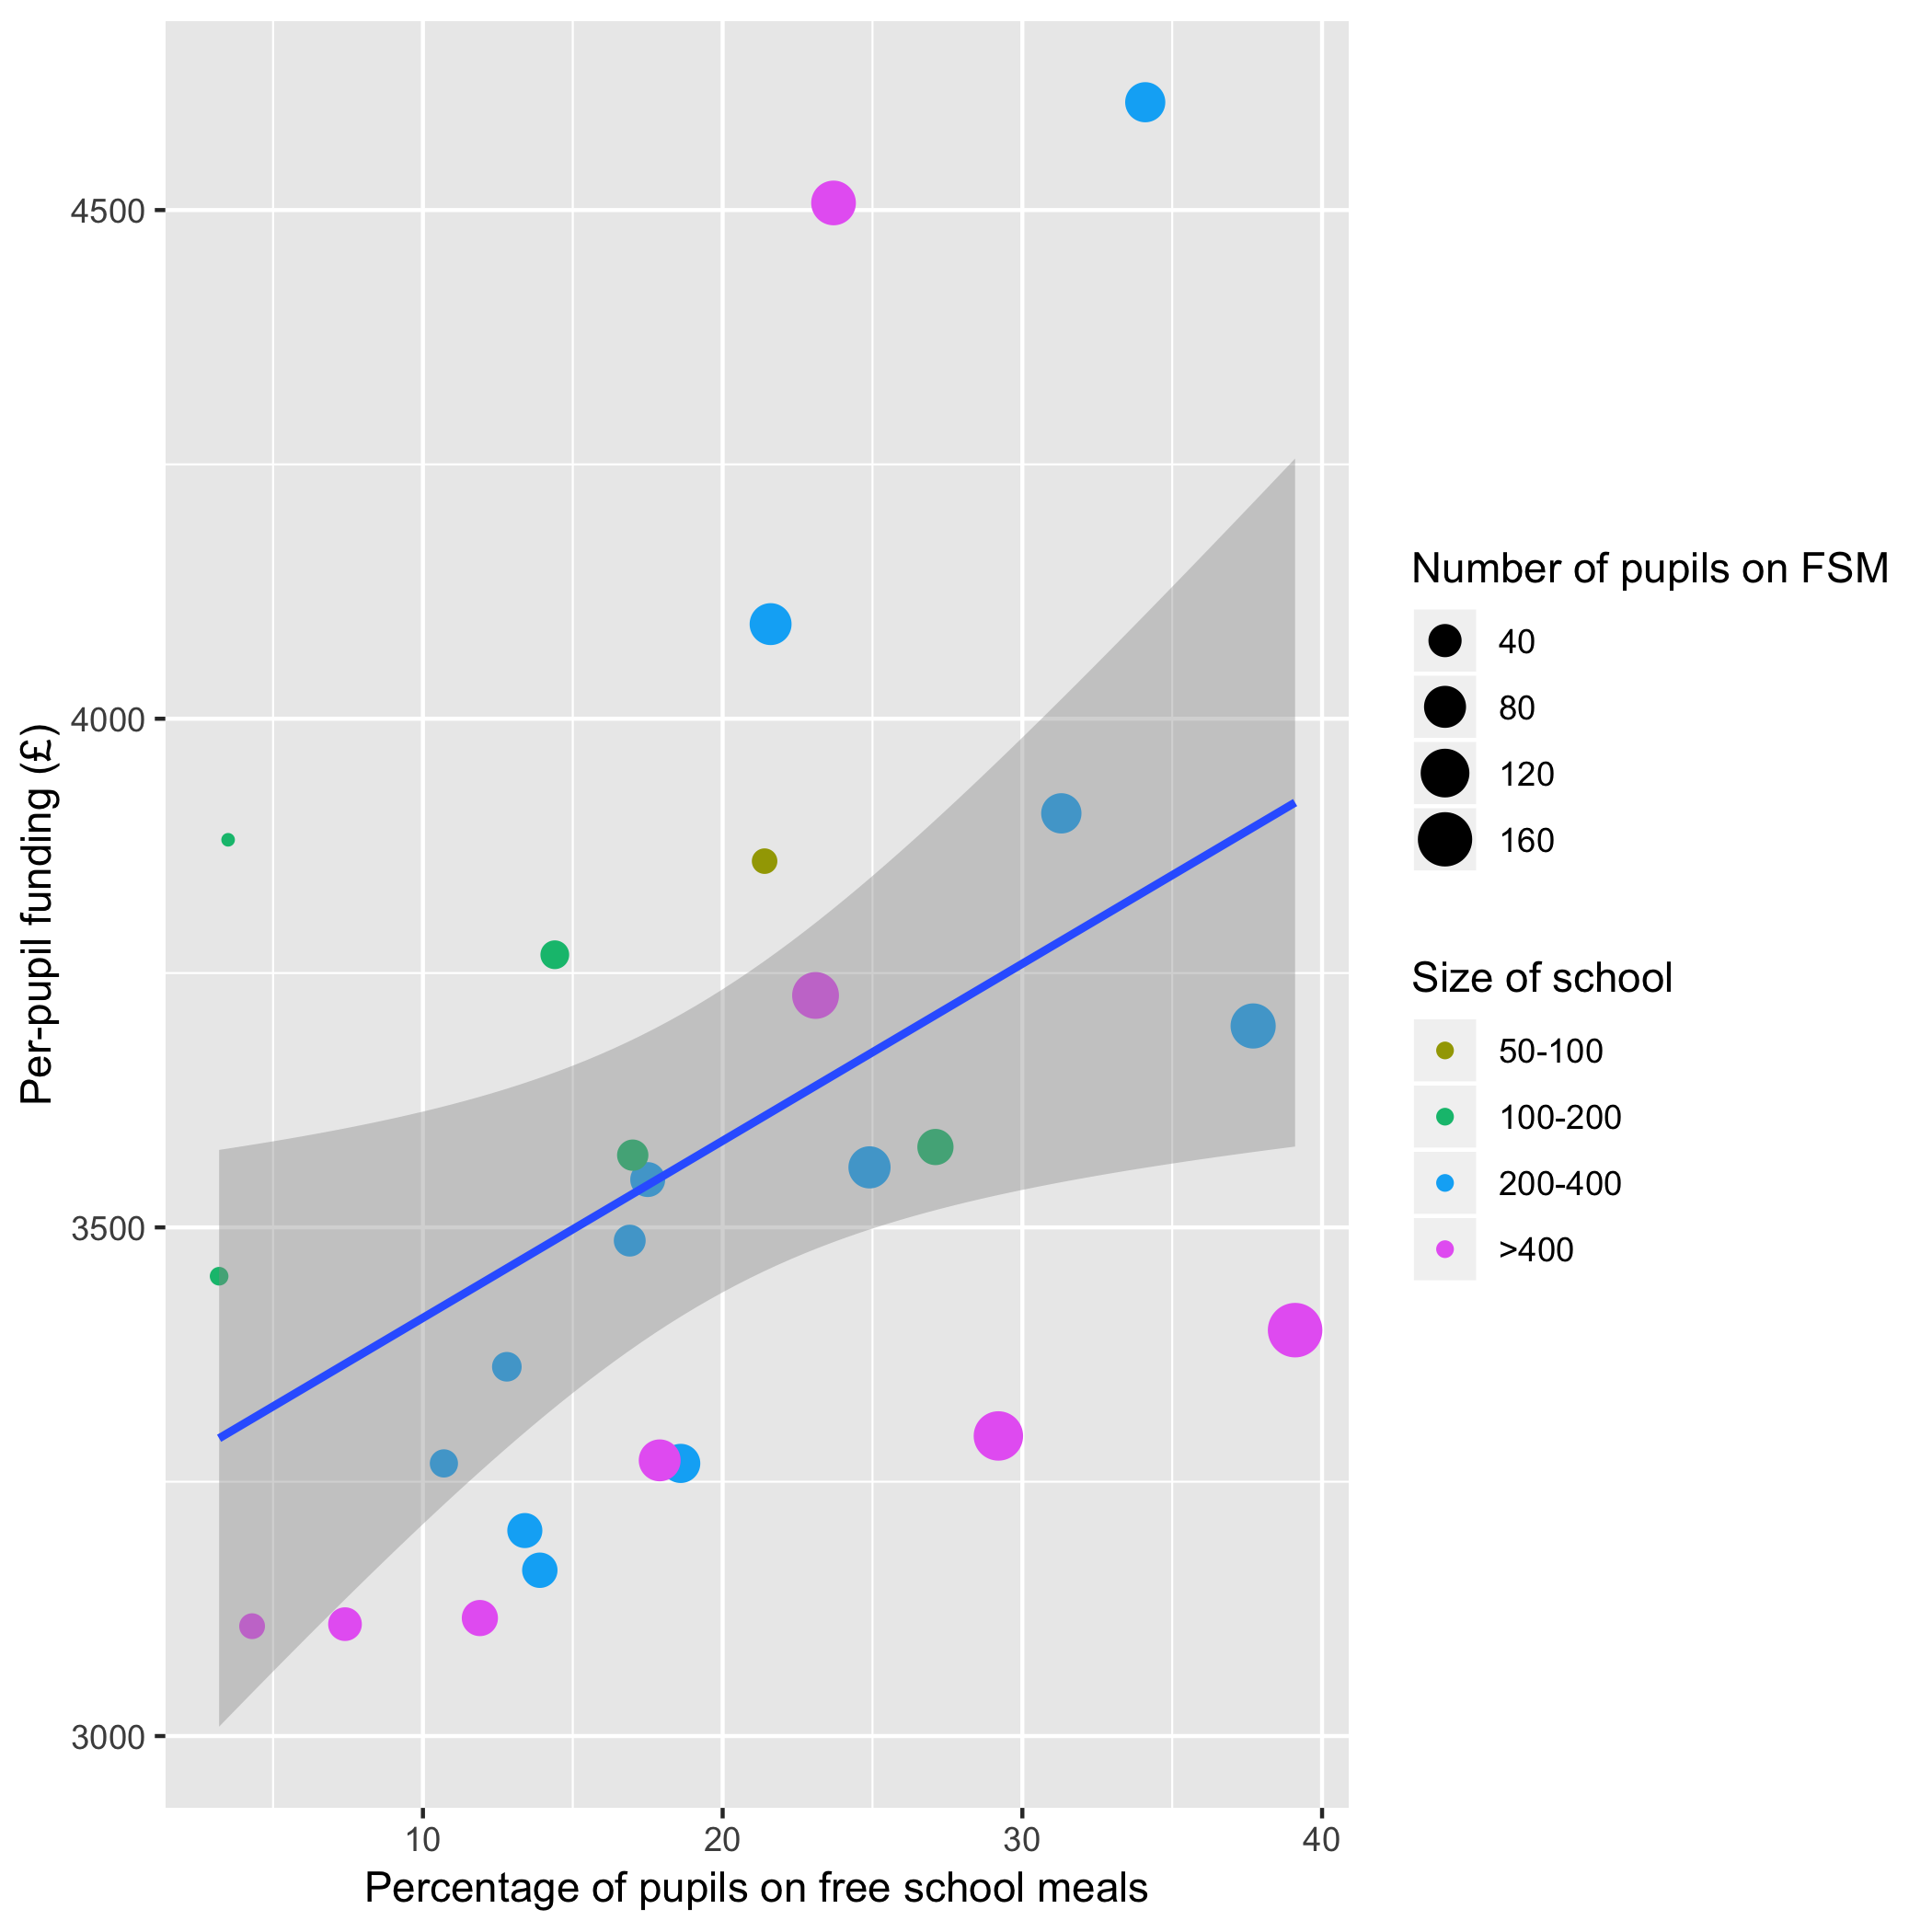 4500
4000
3500
3000
Per-pupil funding (£)
10 20 30 40
Percentage of pupils on free school meals
Number of pupils on FSM
40
80
120
160
Size of school
50-100
100-200
200-400
>400